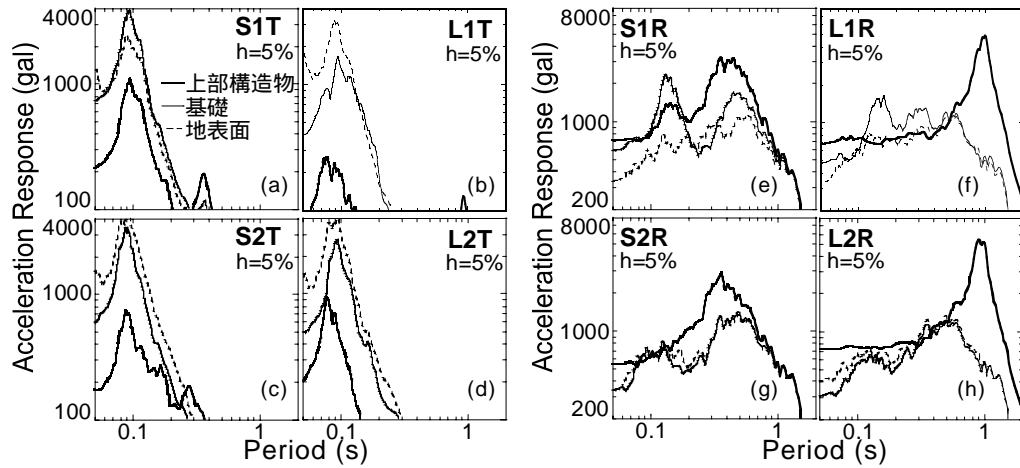 Acceleration Response (gal)
4000
1000
100
S1T
h=5%
上部構造物
基礎
地表面
(a)
L1T
h=5%
(b)
4000
1000
100
S2T
h=5%
(c)
L2T
h=5%
(d)
0.1
1
0.1
1
Period (s)
Acceleration Response (gal)
8000
1000
200
S1R
h=5%
(e)
L1R
h=5%
(f)
8000
1000
200
S2R
h=5%
(g)
L2R
h=5%
(h)
0.1
1
0.1
1
Period (s)